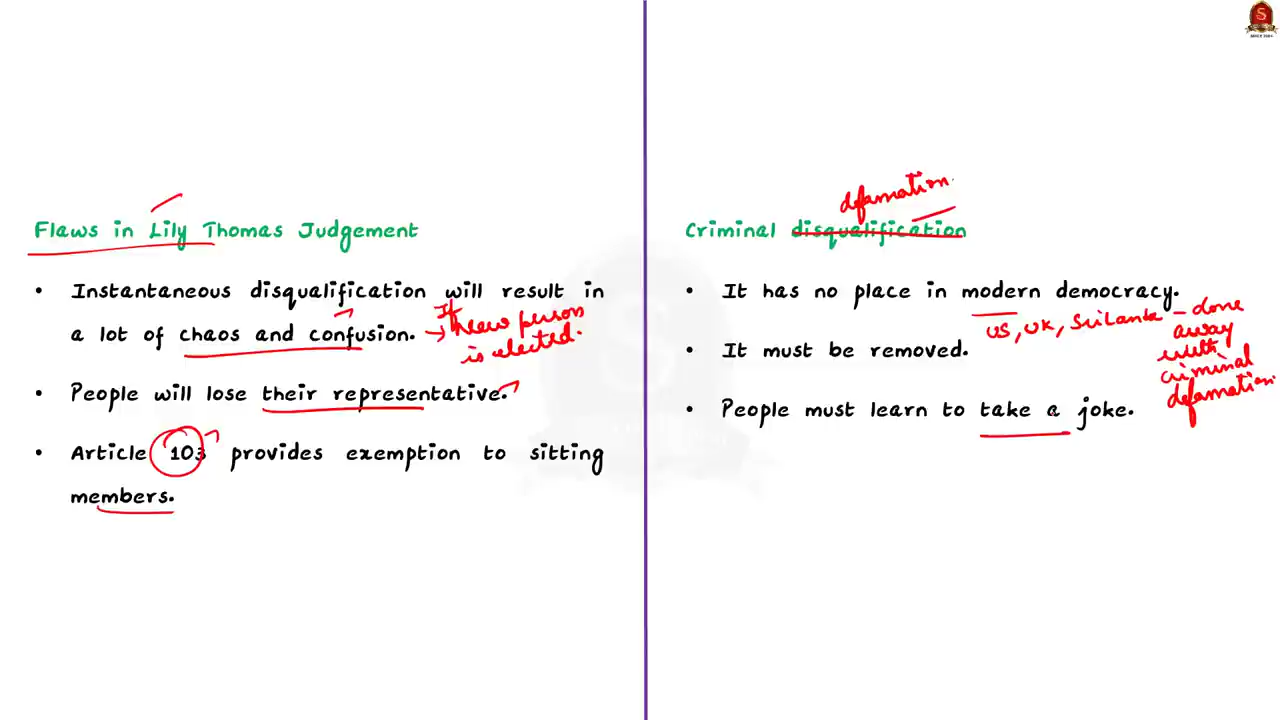 Flaws in Lily Thomas Judgement
• Instantaneous disqualification will result in
a lot of chaos and confusion. → If new person
is elected.
• People will lose their representative.
• Article 103 provides exemption to sitting
members.
defamation.
Criminal disqualification
• It has no place in modern democracy.
US, UK, SriLanka – done
away
with
criminal
defamation.
• It must be removed.
• People must learn to take a joke.
S
SINCE 2004